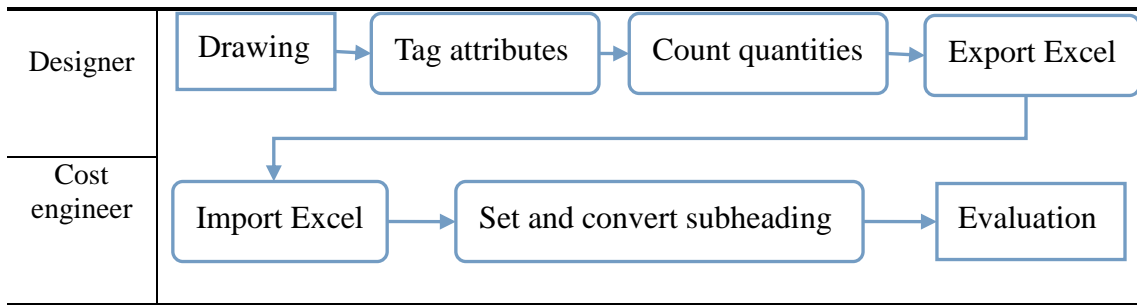 Designer
Drawing
Tag attributes
Count quantities
Export Excel
Cost
engineer
Import Excel
Set and convert subheading
Evaluation